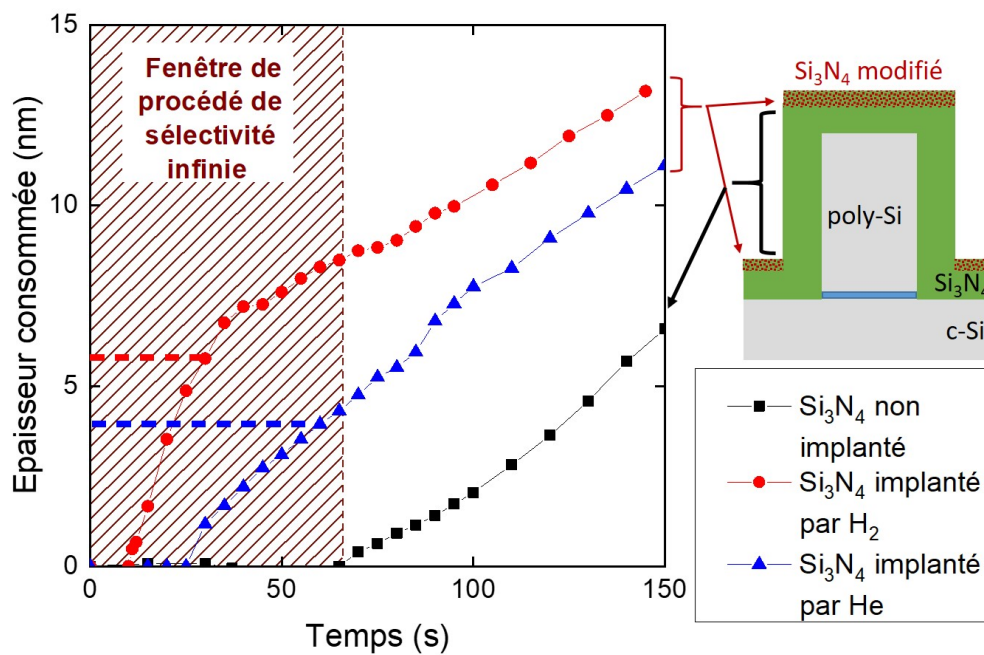 15
10
5
0
Epaisseur consommée (nm)
Fenêtre de
procédé de
sélectivité
infinie
0
50
100
150
Temps (s)
Si3N4 modifié
poly-Si
Si3N4
c-Si
Si3N4 non
implanté
Si3N4 implanté
par H2
Si3N4 implanté
par He